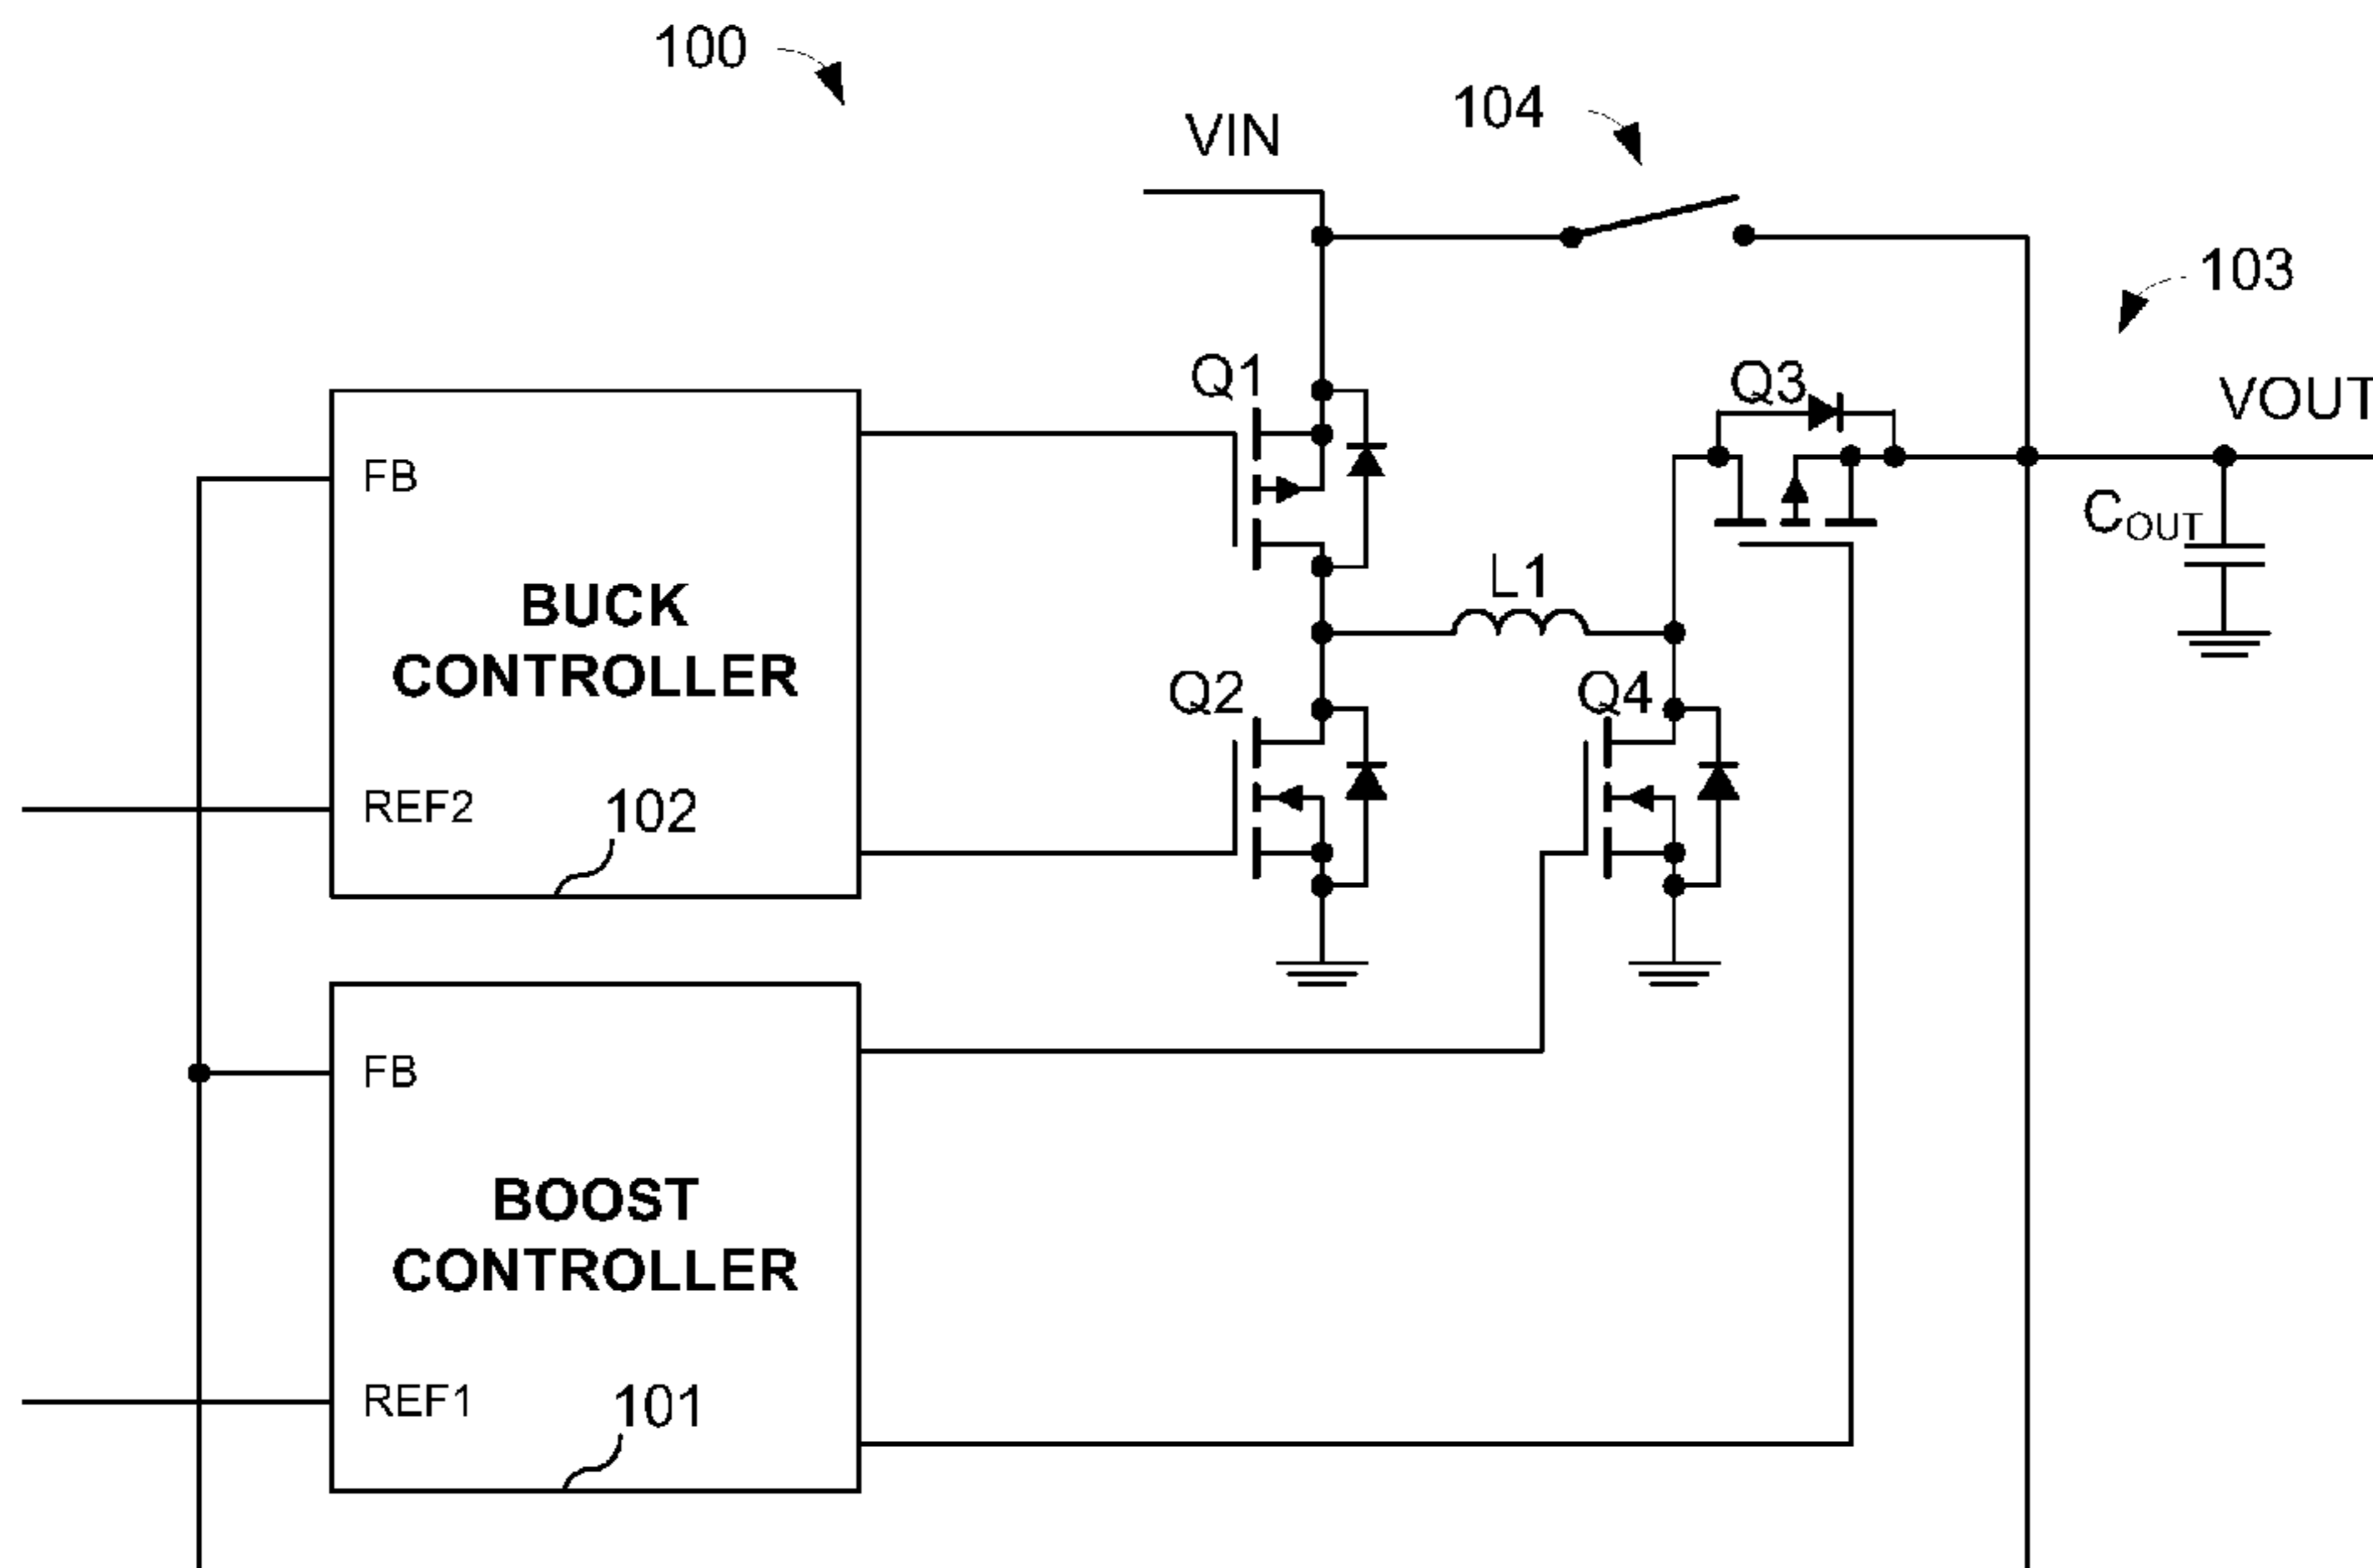 100
104
VIN
103
Q1
Q3
VOUT
FB
C_OUT
BUCK
CONTROLLER
L1
Q2
Q4
REF2
102
FB
BOOST
CONTROLLER
REF1
101